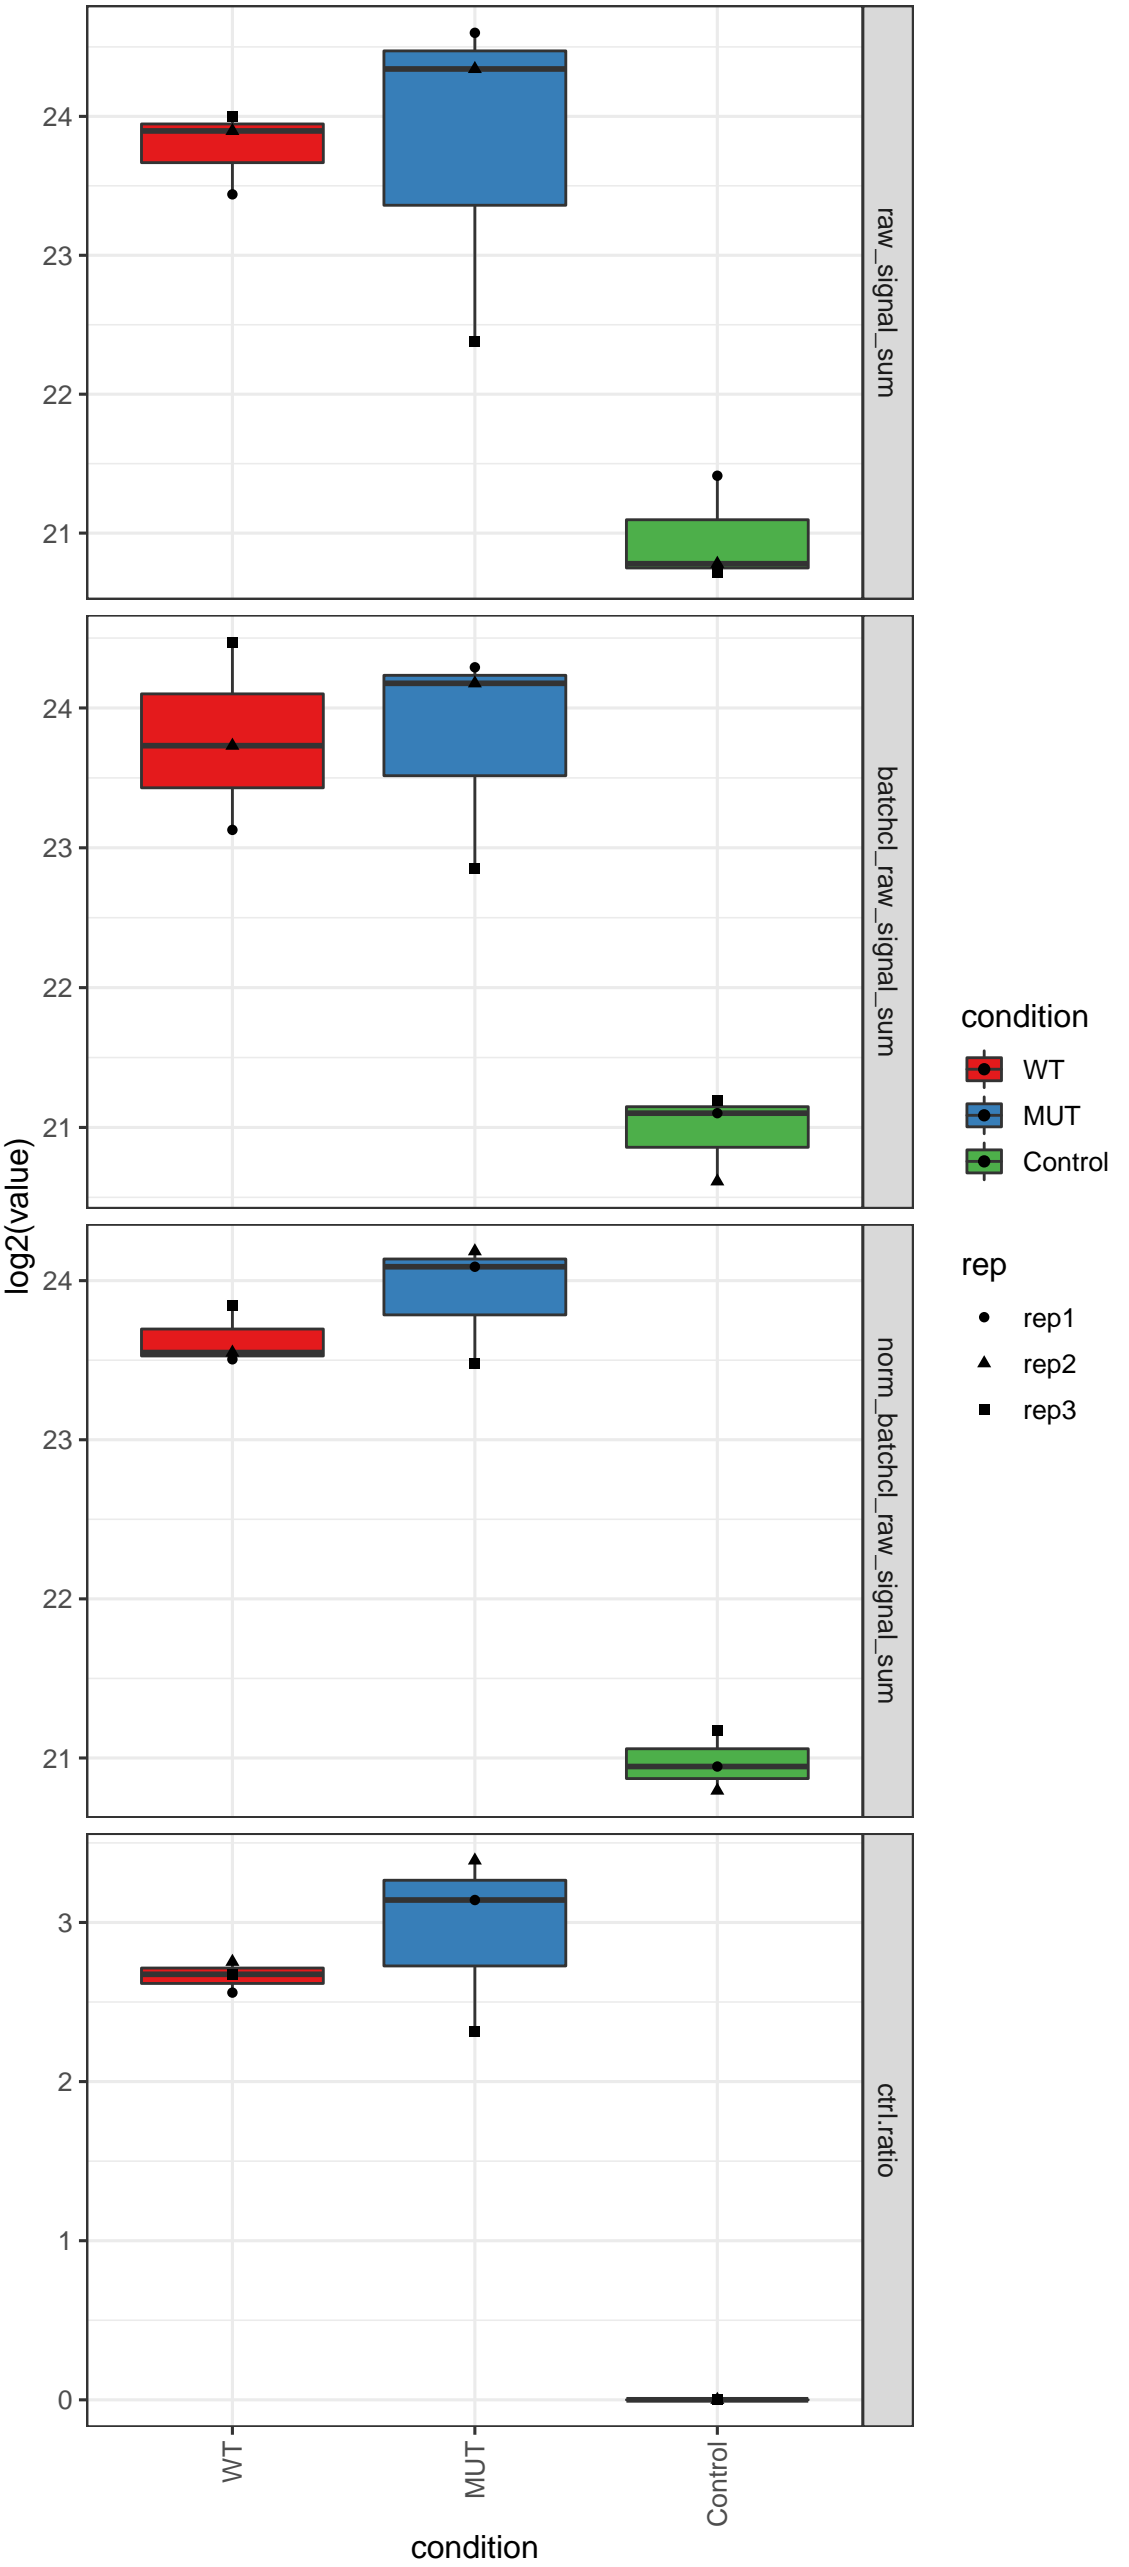 24
23
22
21
raw_signal_sum
24
23
22
21
batchcl_raw_signal_sum
24
23
22
21
norm_batchcl_raw_signal_sum
3
2
1
0
ctrl.ratio
log2(value)
WT
MUT
Control
condition
condition
WT
MUT
Control
rep
rep1
rep2
rep3